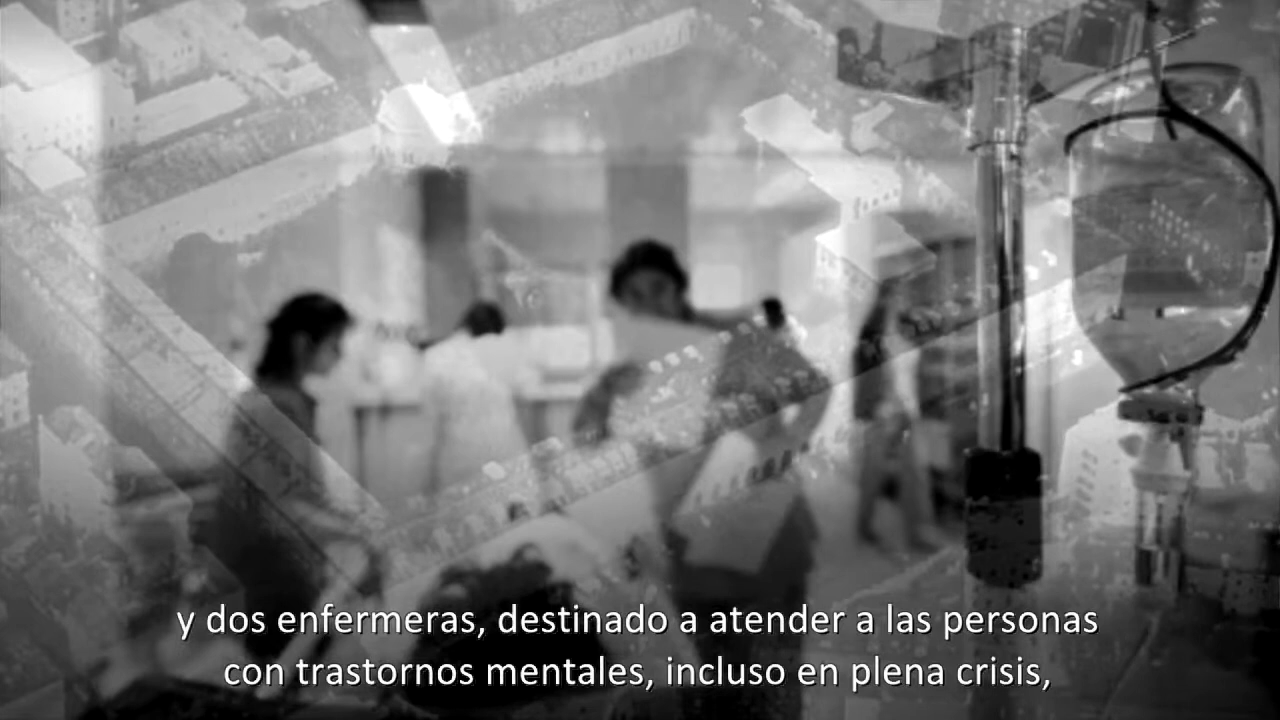 y dos enfermeras, destinado a atender a las personas
con trastornos mentales, incluso en plena crisis,